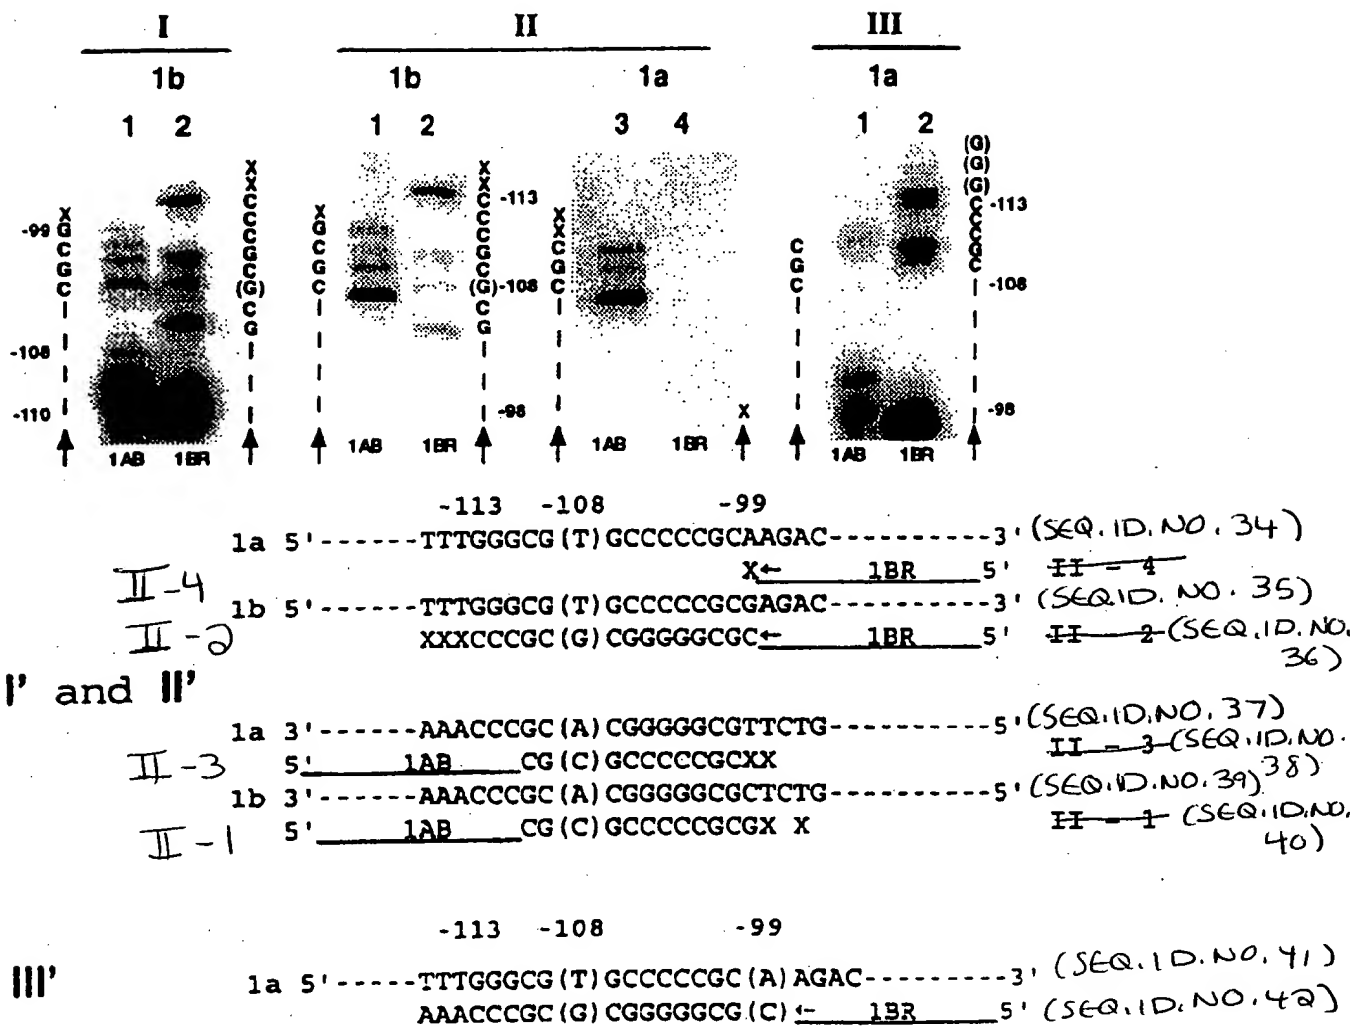 I II III
1b 1b 1a 1a
1 2 1 2 3 4 1 2
-99 X G C G C
-108
-110
X X C C C G C (G) C G
X G C G C
X X C C C G C G C (G) C G
-113
-108
-98
X X C G C
X
C G C
(G) (G) (G) C C C G C
-113
-108
-98
1AB 1BR 1AB 1BR 1AB 1BR 1AB 1BR
-113 -108 -99
1a 5'------TTTGGGCG(T)GCCCCCGCAAGAC----------3' (SEQ.ID.NO.34)
II-4 X← 1BR 5' II - 4
1b 5'------TTTGGGCG(T)GCCCCCGCGAGAC----------3' (SEQ.ID. NO. 35)
II-2 XXXCCCGC(G)CGGGGGCGC← 1BR 5' II - 2 (SEQ.ID.NO. 36)
I' and II'
1a 3'------AAACCCGC(A)CGGGGGCGTTCTG----------5' (SEQ.ID.NO.37)
II-3 5' 1AB CG(C)GCCCCCGCXX II - 3 (SEQ.ID.NO. 38)
1b 3'------AAACCCGC(A)CGGGGGCGCTCTG----------5' (SEQ.ID.NO.39)
II-1 5' 1AB CG(C)GCCCCCGCGX X II - 1 (SEQ.ID.NO. 40)
-113 -108 -99
III' 1a 5'-----TTTGGGCG(T)GCCCCCGC(A)AGAC--------3' (SEQ.ID.NO.41)
AAACCCGC(G)CGGGGGCG(C)← 1BR 5' (SEQ.ID.NO.42)